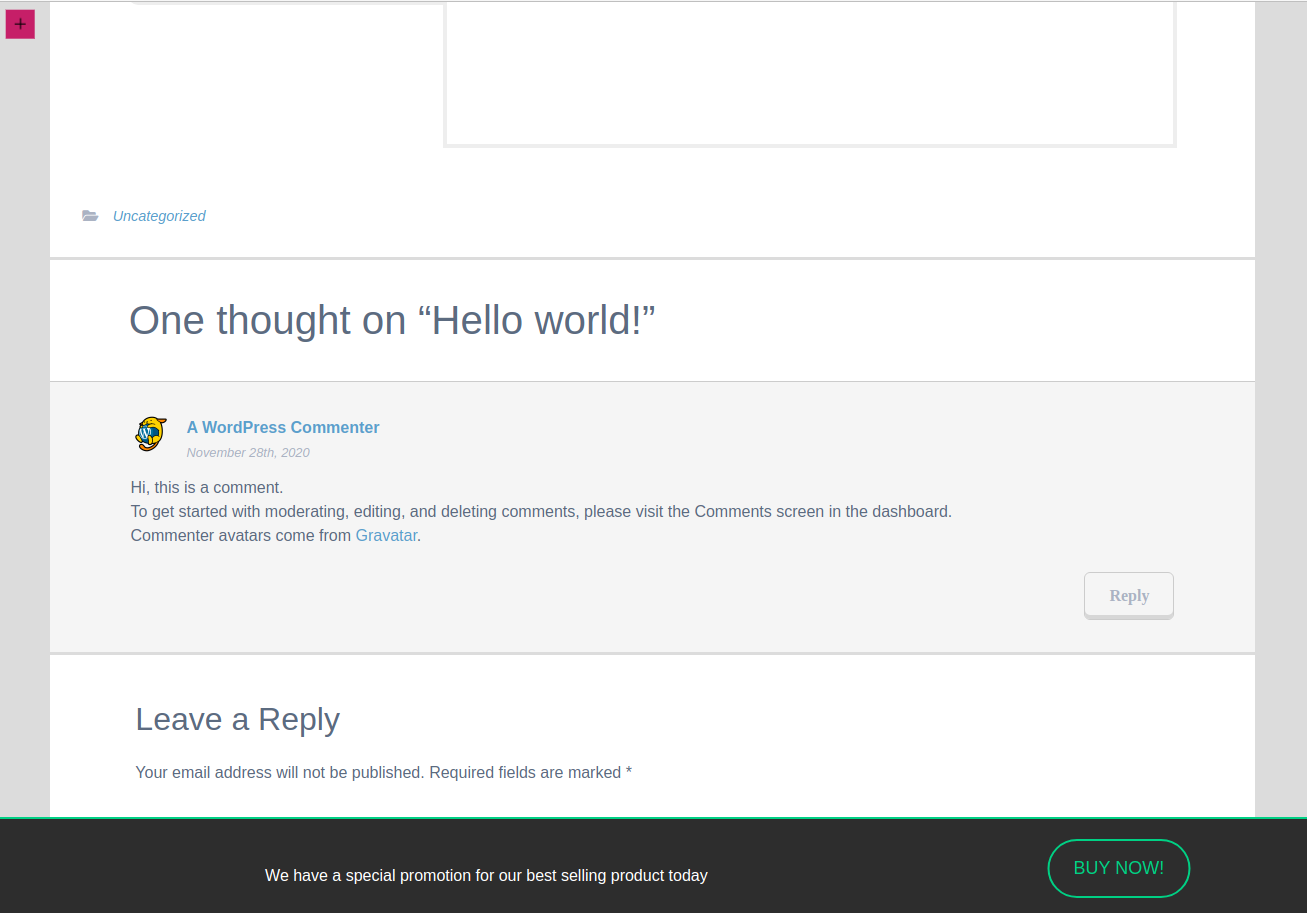 +
Uncategorized
One thought on “Hello world!”
A WordPress Commenter
November 28th, 2020
Hi, this is a comment.
To get started with moderating, editing, and deleting comments, please visit the Comments screen in the dashboard.
Commenter avatars come from Gravatar.
Reply
Leave a Reply
Your email address will not be published. Required fields are marked *
We have a special promotion for our best selling product today
BUY NOW!